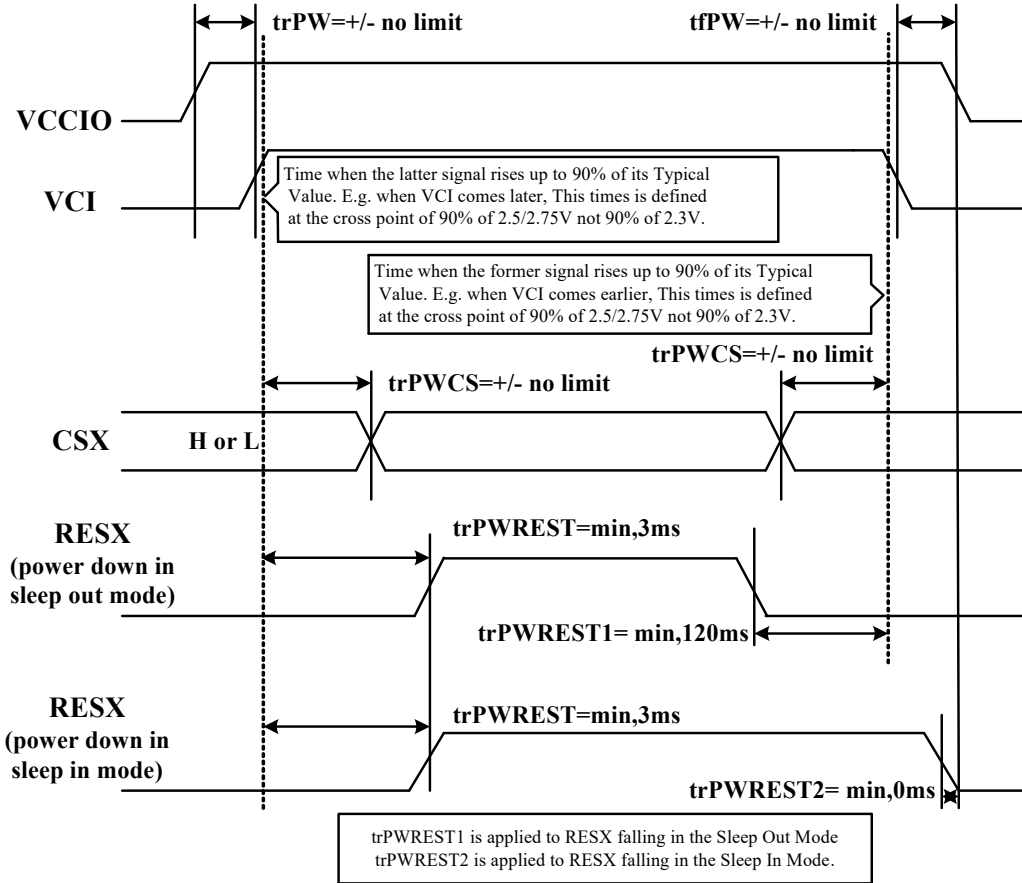 trPW=+/- no limit
tfPW=+/- no limit
VCCIO
VCI
Time when the latter signal rises up to 90% of its Typical
Value. E.g. when VCI comes later, This times is defined
at the cross point of 90% of 2.5/2.75V not 90% of 2.3V.
Time when the former signal rises up to 90% of its Typical
Value. E.g. when VCI comes earlier, This times is defined
at the cross point of 90% of 2.5/2.75V not 90% of 2.3V.
trPWCS=+/- no limit
trPWCS=+/- no limit
CSX
H or L
RESX
(power down in
sleep out mode)
trPWREST=min,3ms
trPWREST1= min,120ms
RESX
(power down in
sleep in mode)
trPWREST=min,3ms
trPWREST2= min,0ms
trPWREST1 is applied to RESX falling in the Sleep Out Mode
trPWREST2 is applied to RESX falling in the Sleep In Mode.